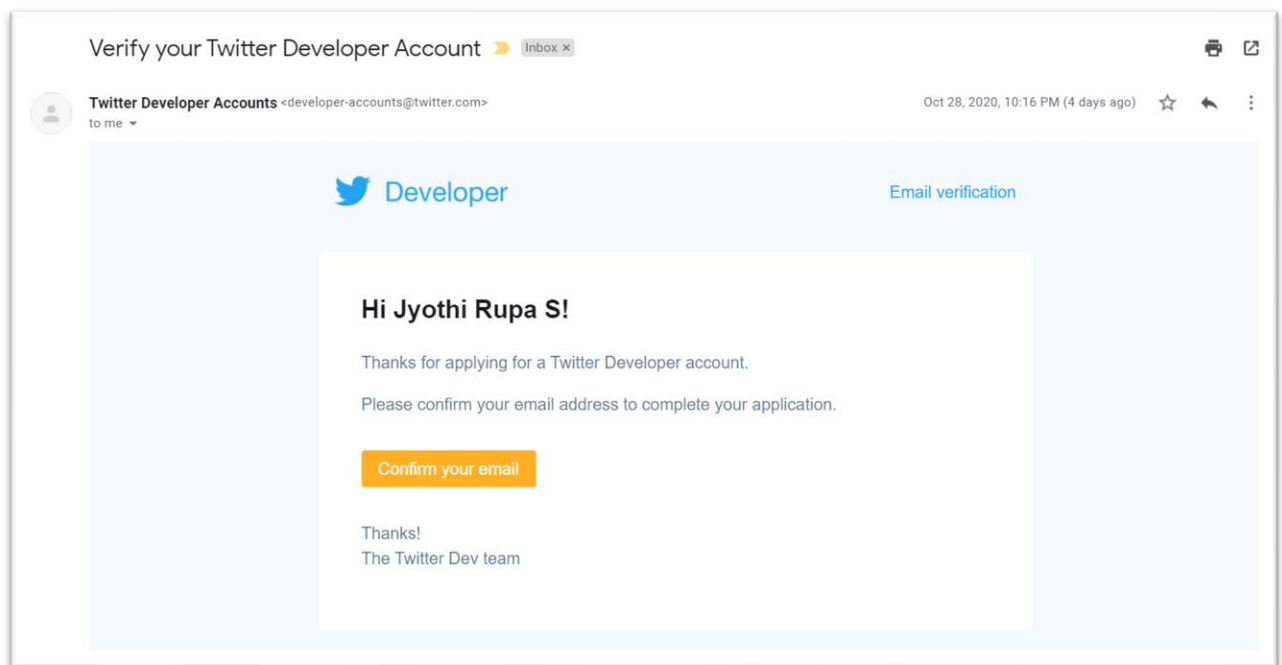 Verify your Twitter Developer Account Inbox ×
Twitter Developer Accounts <developer-accounts@twitter.com> Oct 28, 2020, 10:16 PM (4 days ago)
to me
Developer Email verification
Hi Jyothi Rupa S!
Thanks for applying for a Twitter Developer account.
Please confirm your email address to complete your application.
Confirm your email
Thanks!
The Twitter Dev team